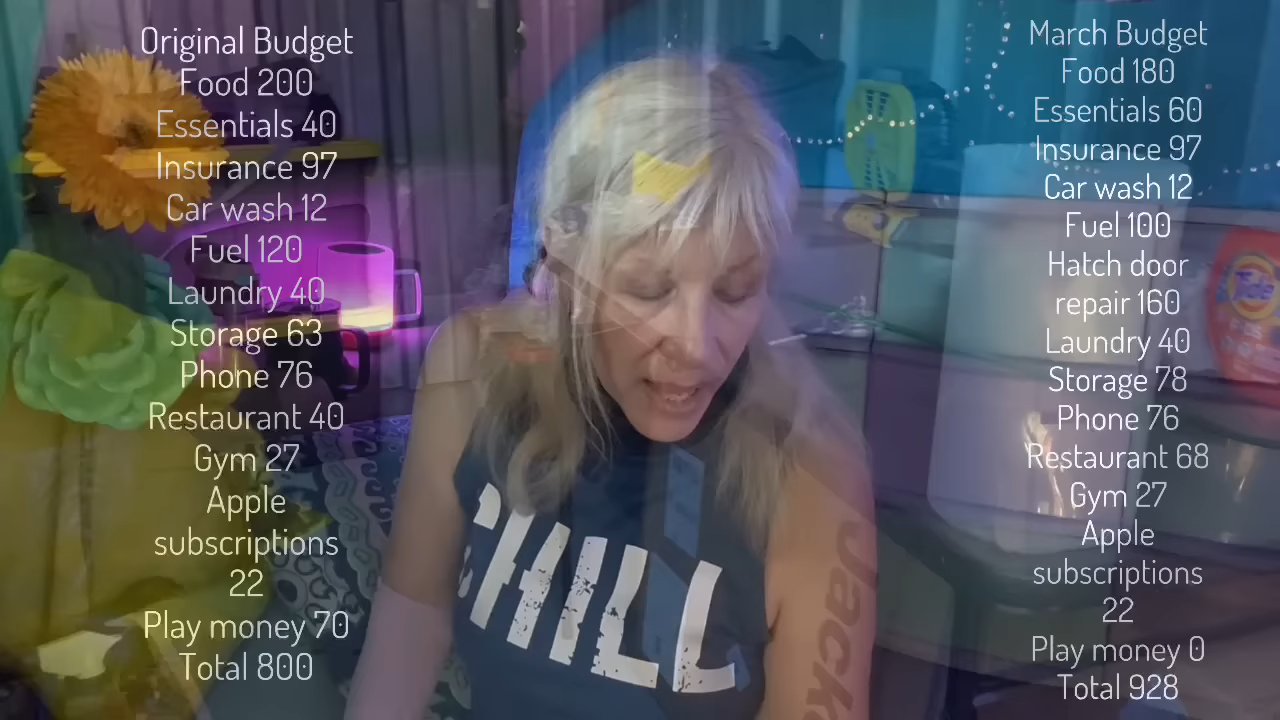 Original Budget
Food 200
Essentials 40
Insurance 97
Car wash 12
Fuel 120
Laundry 40
Storage 63
Phone 76
Restaurant 40
Gym 27
Apple
subscriptions
22
Play money 70
Total 800
March Budget
Food 180
Essentials 60
Insurance 97
Car wash 12
Fuel 100
Hatch door
repair 160
Laundry 40
Storage 78
Phone 76
Restaurant 68
Gym 27
Apple
subscriptions
22
Play money 0
Total 928
Tide
CHILL